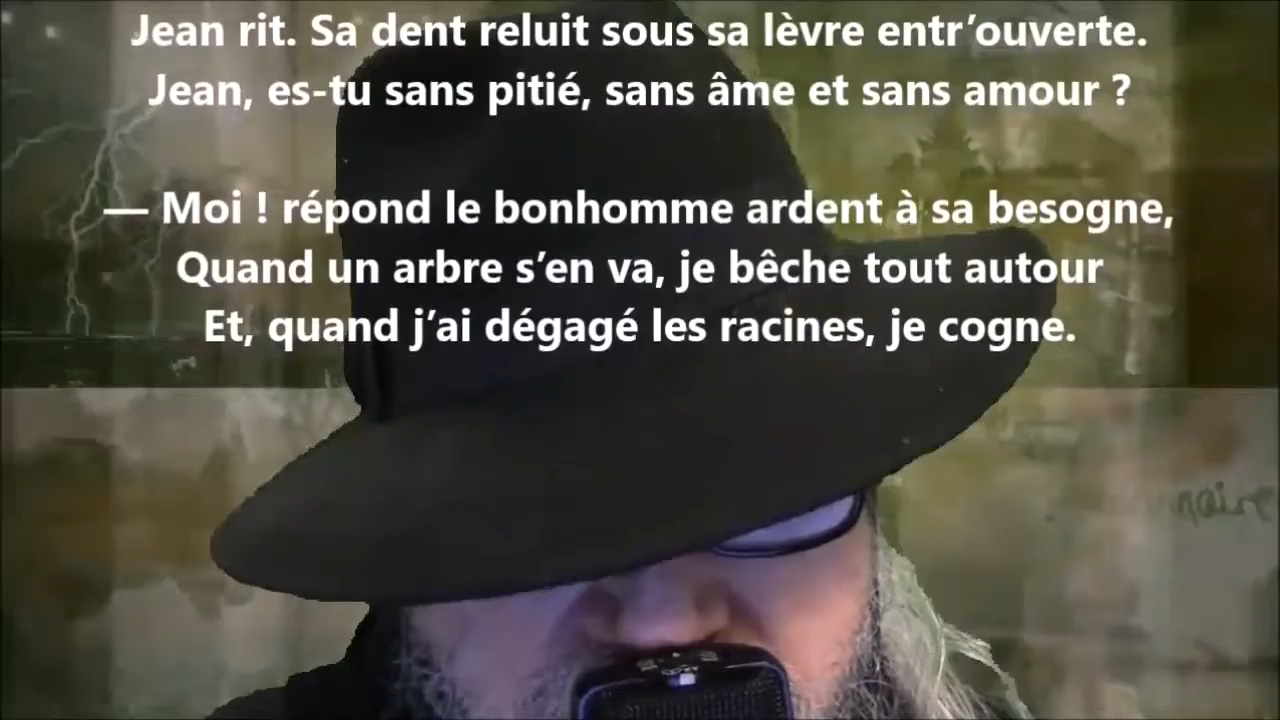 Jean rit. Sa dent reluit sous sa lèvre entr’ouverte.
Jean, es-tu sans pitié, sans âme et sans amour ?
— Moi ! répond le bonhomme ardent à sa besogne,
Quand un arbre s’en va, je bêche tout autour
Et, quand j’ai dégagé les racines, je cogne.